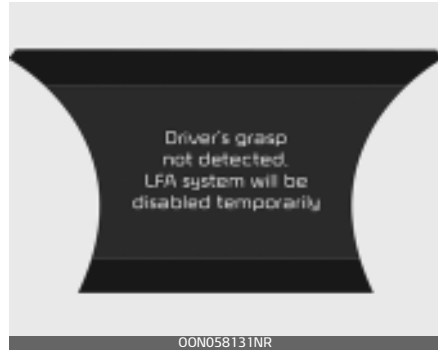 Driver's grasp
not detected.
LFA system will be
disabled temporarily
OON058131NR